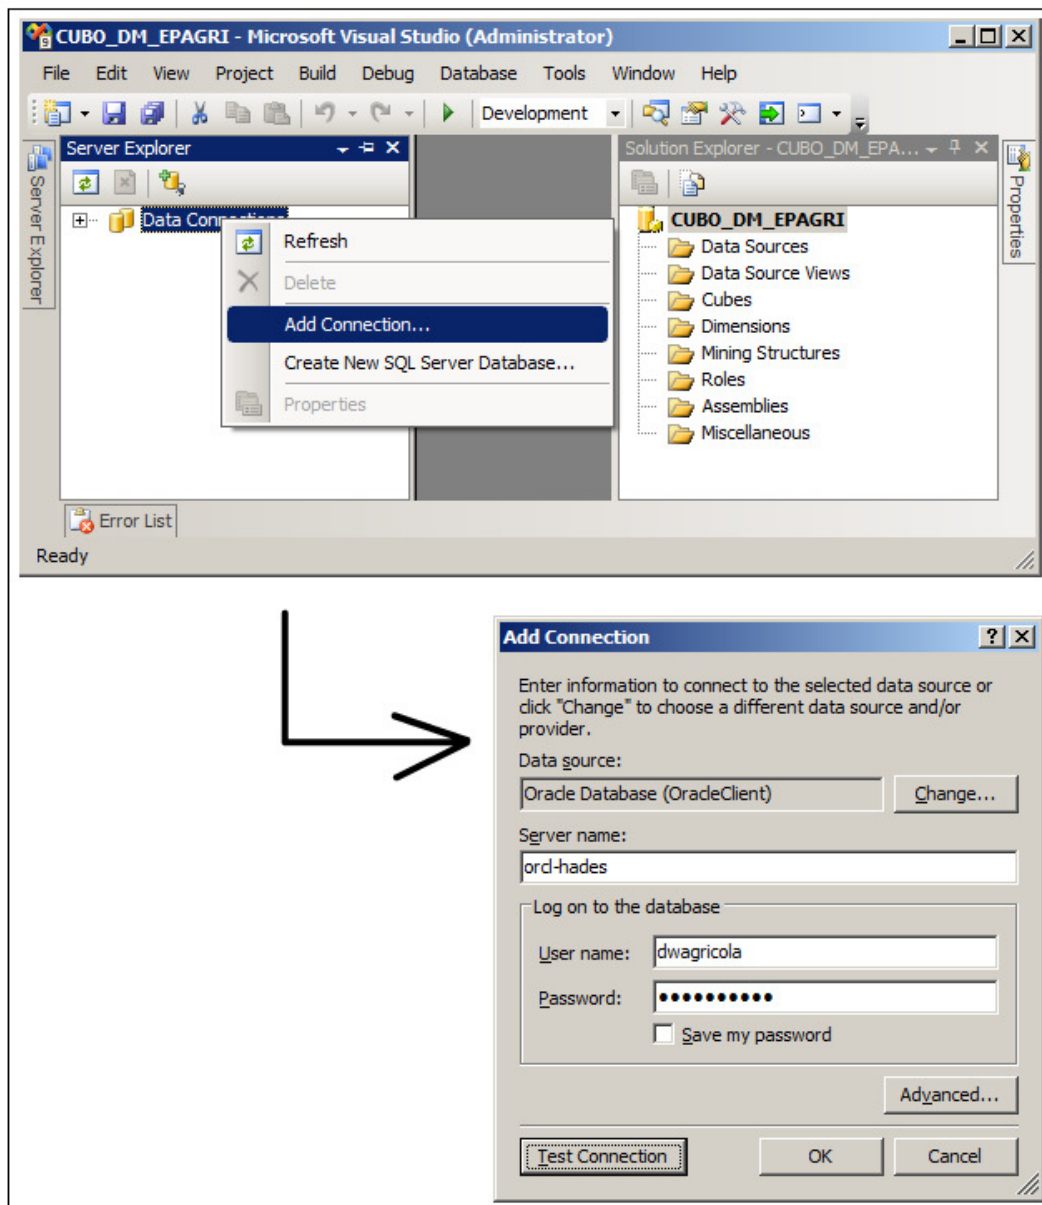 CUBO_DM_EPAGRI - Microsoft Visual Studio (Administrator)
File Edit View Project Build Debug Database Tools Window Help
Development
Server Explorer
Server Explorer
Data Connections
Refresh
Delete
Add Connection...
Create New SQL Server Database...
Properties
Solution Explorer - CUBO_DM_EPA...
CUBO_DM_EPAGRI
Data Sources
Data Source Views
Cubes
Dimensions
Mining Structures
Roles
Assemblies
Miscellaneous
Properties
Error List
Ready
Add Connection
Enter information to connect to the selected data source or
click "Change" to choose a different data source and/or
provider.
Data source:
Oracle Database (OracleClient)
Change...
Server name:
orcl-hades
Log on to the database
User name: dwagricola
Password: ●●●●●●●●●●
Save my password
Advanced...
Test Connection OK Cancel